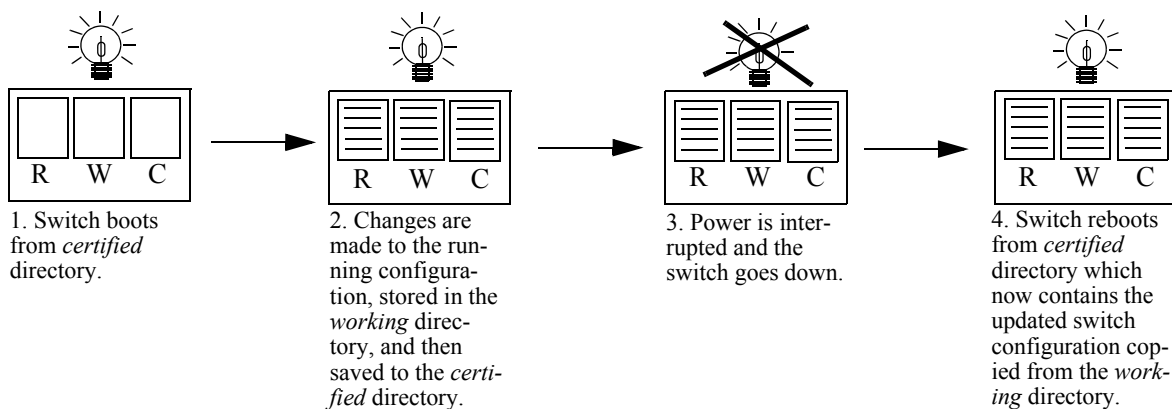 R W C
1. Switch boots
from certified
directory.
R W C
2. Changes are
made to the run-
ning configura-
tion, stored in the
working direc-
tory, and then
saved to the certi-
fied directory.
R W C
3. Power is inter-
rupted and the
switch goes down.
R W C
4. Switch reboots
from certified
directory which
now contains the
updated switch
configuration cop-
ied from the work-
ing directory.